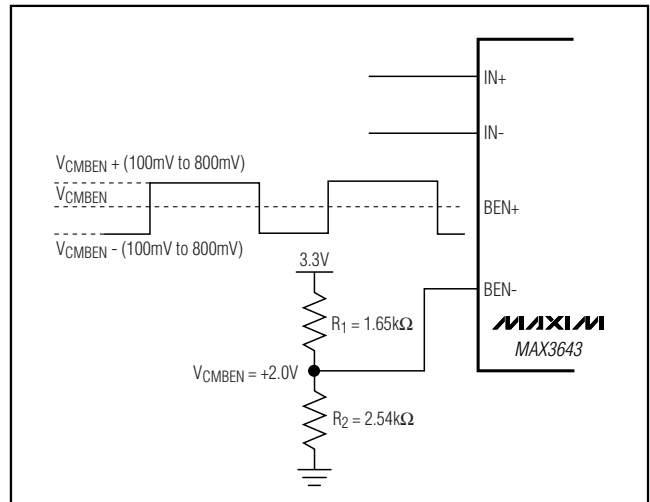 IN+
IN-
VCMBEN + (100mV to 800mV)
VCMBEN
BEN+
VCMBEN - (100mV to 800mV)
3.3V
BEN-
R1 = 1.65kΩ
MAXIM
MAX3643
VCMBEN = +2.0V
R2 = 2.54kΩ